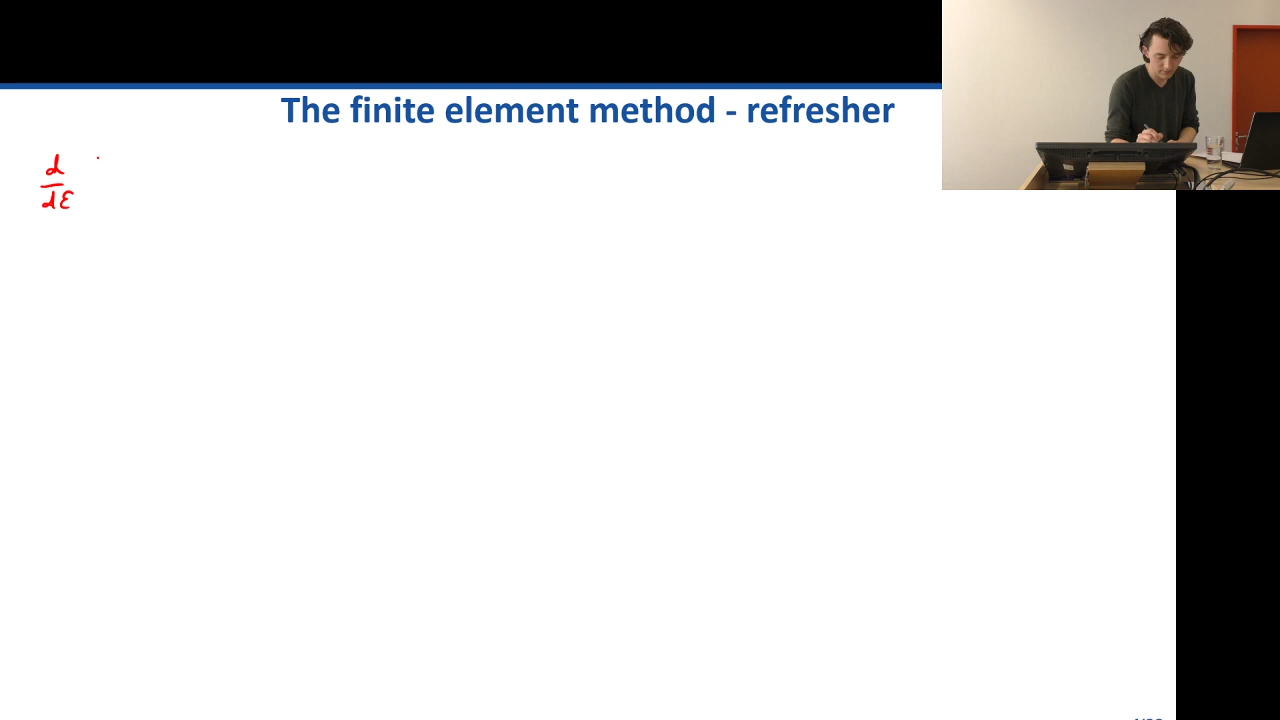 The finite element method - refresher
d
dε